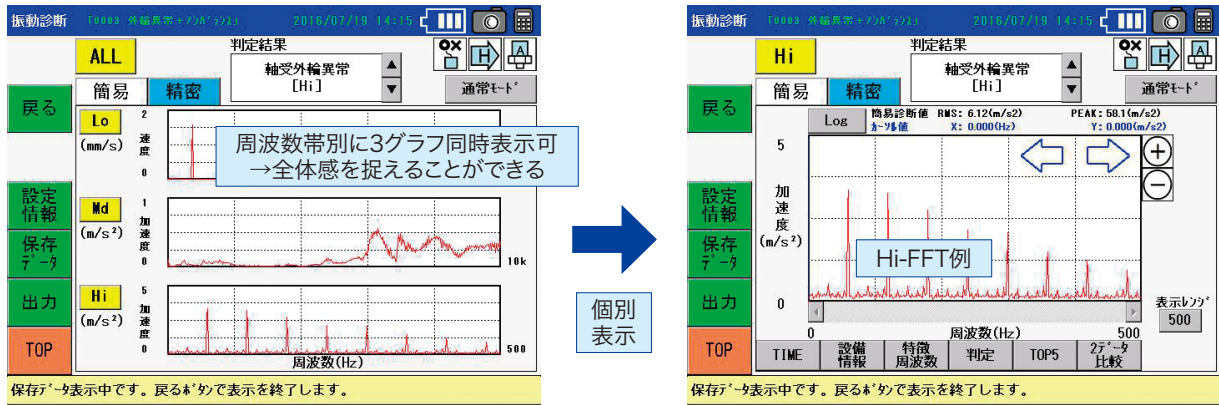 振動診断 「0003 外輪異常+アンバランス」 2016/07/19 14:15
ALL
判定結果
軸受外輪異常
[Hi]
▲
▼
O×
H
A
簡易 精密
通常モード
戻る
設定
情報
保存
データ
出力
TOP
Lo
(mm/s)
2
速
度
0
周波数帯別に3グラフ同時表示可
→全体感を捉えることができる
Md
(m/s²)
1
加
速
度
0
10k
Hi
(m/s²)
5
加
速
度
0
500
周波数(Hz)
保存データ表示中です。戻るボタンで表示を終了します。
個別
表示
振動診断 「0003 外輪異常+アンバランス」 2016/07/19 14:15
Hi
判定結果
軸受外輪異常
[Hi]
▲
▼
O×
H
A
簡易 精密
通常モード
戻る
設定
情報
保存
データ
出力
TOP
Log
簡易診断値 RMS: 6.12(m/s2) PEAK: 58.1(m/s2)
カーソル値 X: 0.000(Hz) Y: 0.000(m/s2)
5
加
速
度
(m/s²)
0
+
−
Hi-FFT例
表示レンジ
500
0 周波数(Hz) 500
TIME
設備
情報
特徴
周波数
判定
TOP5
2データ
比較
保存データ表示中です。戻るボタンで表示を終了します。